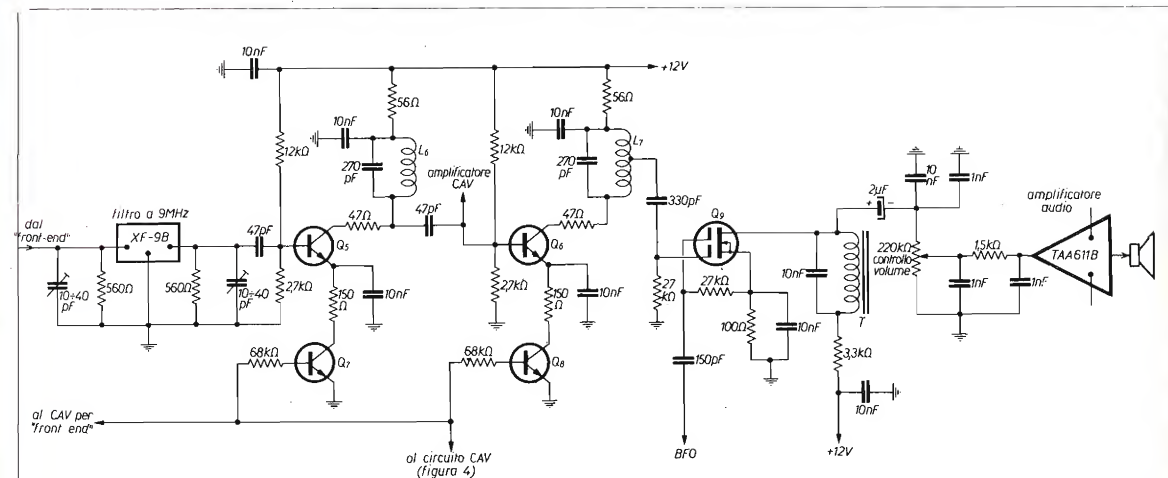 10nF
+12V
56Ω
10nF
L6
270
pF
12kΩ
amplificatore
CAV
47Ω
47pF
56Ω
10nF
L7
270
pF
12kΩ
47Ω
330pF
dal
"front-end"
filtro a 9MHz
XF-9B
47pF
Q5
10÷40
pF
560Ω
560Ω
10÷40
pF
2,7kΩ
150
Ω
10nF
68kΩ
Q7
Q6
2,7kΩ
150
Ω
10nF
68kΩ
Q8
Q9
27
kΩ
27kΩ
100Ω
10nF
150pF
BFO
10nF
T
3,3kΩ
10nF
+12V
2µF
+
-
10
nF
1nF
220kΩ
controllo
volume
1,5kΩ
1nF
1nF
amplificatore
audio
TAA611B
al CAV per
"front end"
al circuito CAV
(figura 4)